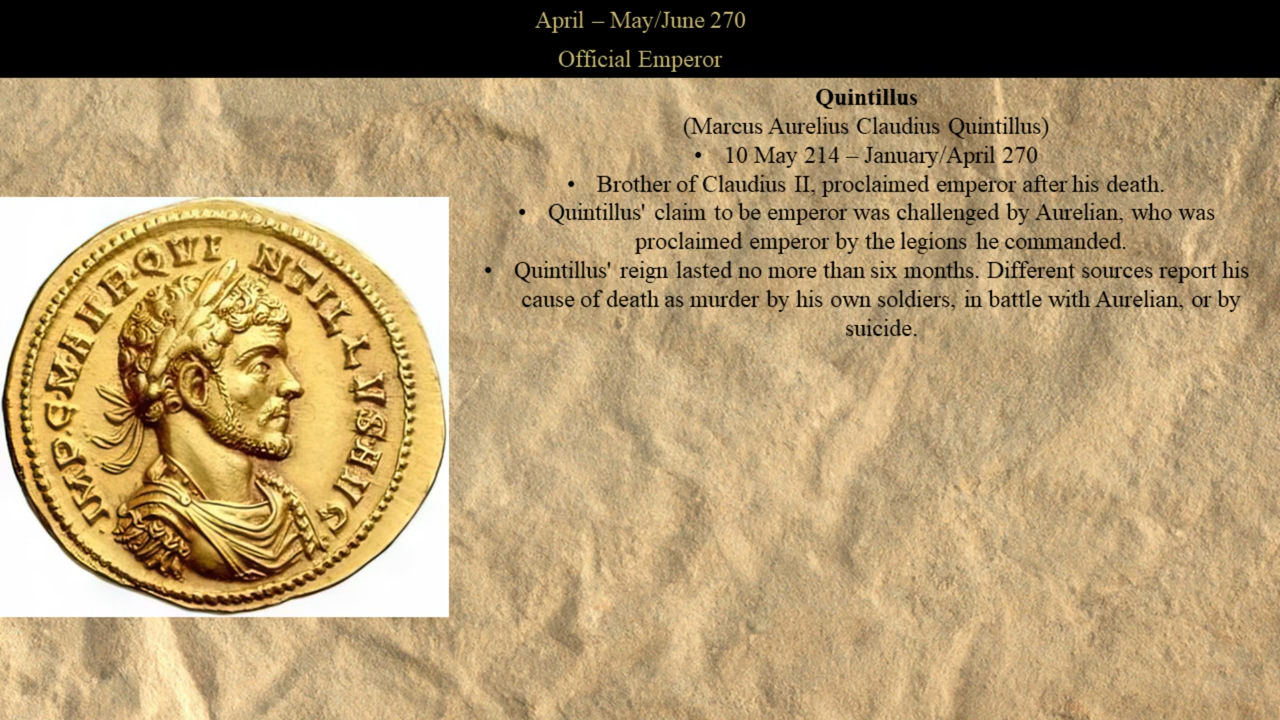 April – May/June 270
Official Emperor
Quintillus
(Marcus Aurelius Claudius Quintillus)
• 10 May 214 – January/April 270
• Brother of Claudius II, proclaimed emperor after his death.
• Quintillus' claim to be emperor was challenged by Aurelian, who was
proclaimed emperor by the legions he commanded.
• Quintillus' reign lasted no more than six months. Different sources report his
cause of death as murder by his own soldiers, in battle with Aurelian, or by
suicide.
IMP C M AVR QVI NTILLVS AVG